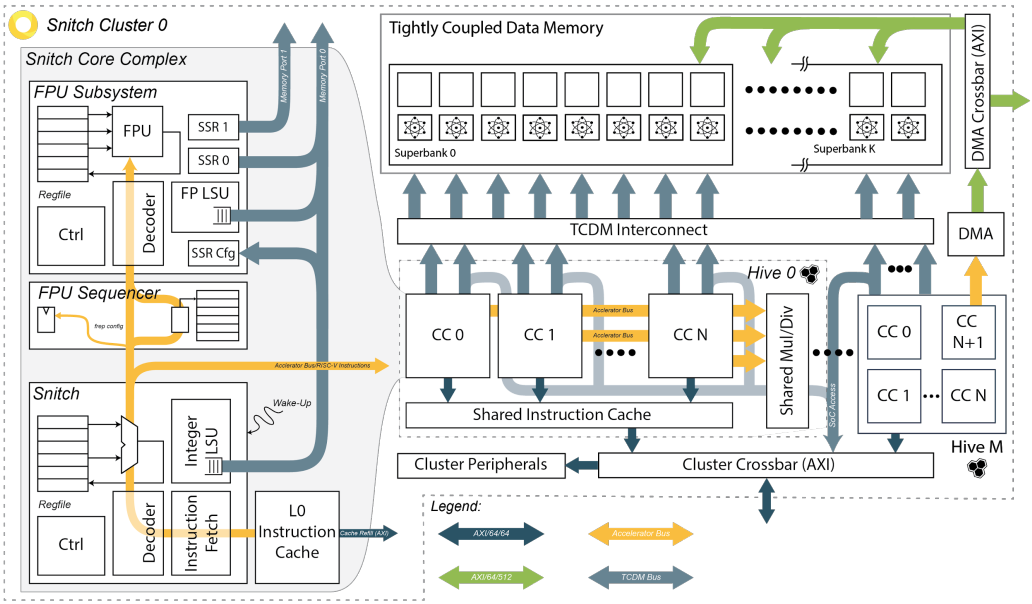 Snitch Cluster 0
Snitch Core Complex
FPU Subsystem
FPU
SSR 1
SSR 0
Regfile
Ctrl
Decoder
FP LSU
SSR Cfg
Memory Port 1
Memory Port 0
FPU Sequencer
frep config
Acclerator Bus/RISC-V Instructions
Snitch
Regfile
Ctrl
Decoder
Integer
LSU
Wake-Up
Instruction
Fetch
L0
Instruction
Cache
Cache Refill (AXI)
Tightly Coupled Data Memory
Superbank 0
Superbank K
DMA Crossbar (AXI)
TCDM Interconnect
DMA
Hive 0
CC 0
CC 1
CC N
Acclerator Bus
Acclerator Bus
Shared Mul/Div
Shared Instruction Cache
SoC Access
CC 0
CC
N+1
CC 1
CC N
Hive M
Cluster Peripherals
Cluster Crossbar (AXI)
Legend:
AXI/64/64
Acclerator Bus
AXI/64/512
TCDM Bus